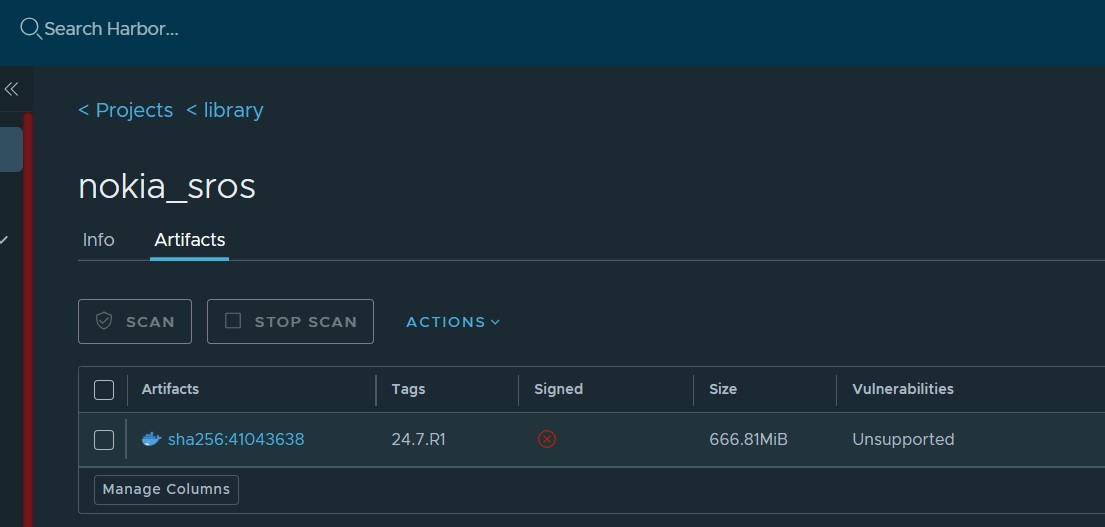 Search Harbor...
< Projects < library
nokia_sros
Info Artifacts
SCAN STOP SCAN ACTIONS
Artifacts Tags Signed Size Vulnerabilities
sha256:41043638 24.7.R1 666.81MiB Unsupported
Manage Columns